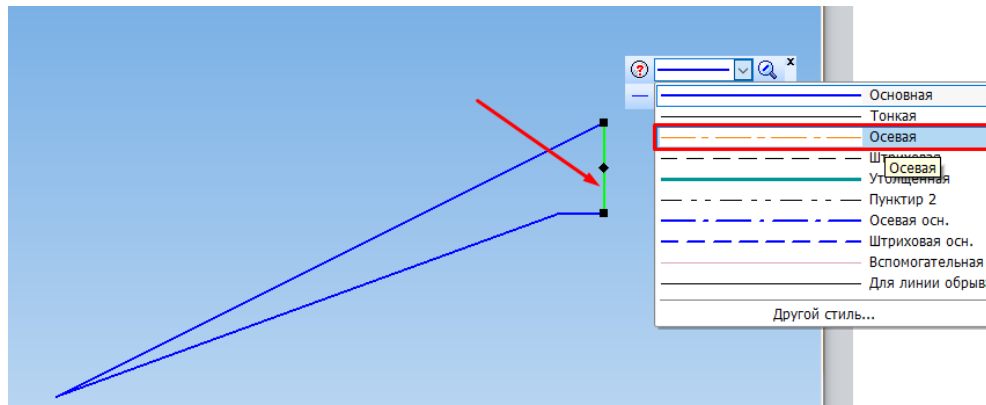 Основная
Тонкая
Осевая
Штриховая
Осевая
Утолщенная
Пунктир 2
Осевая осн.
Штриховая осн.
Вспомогательная
Для линии обрыв
Другой стиль...